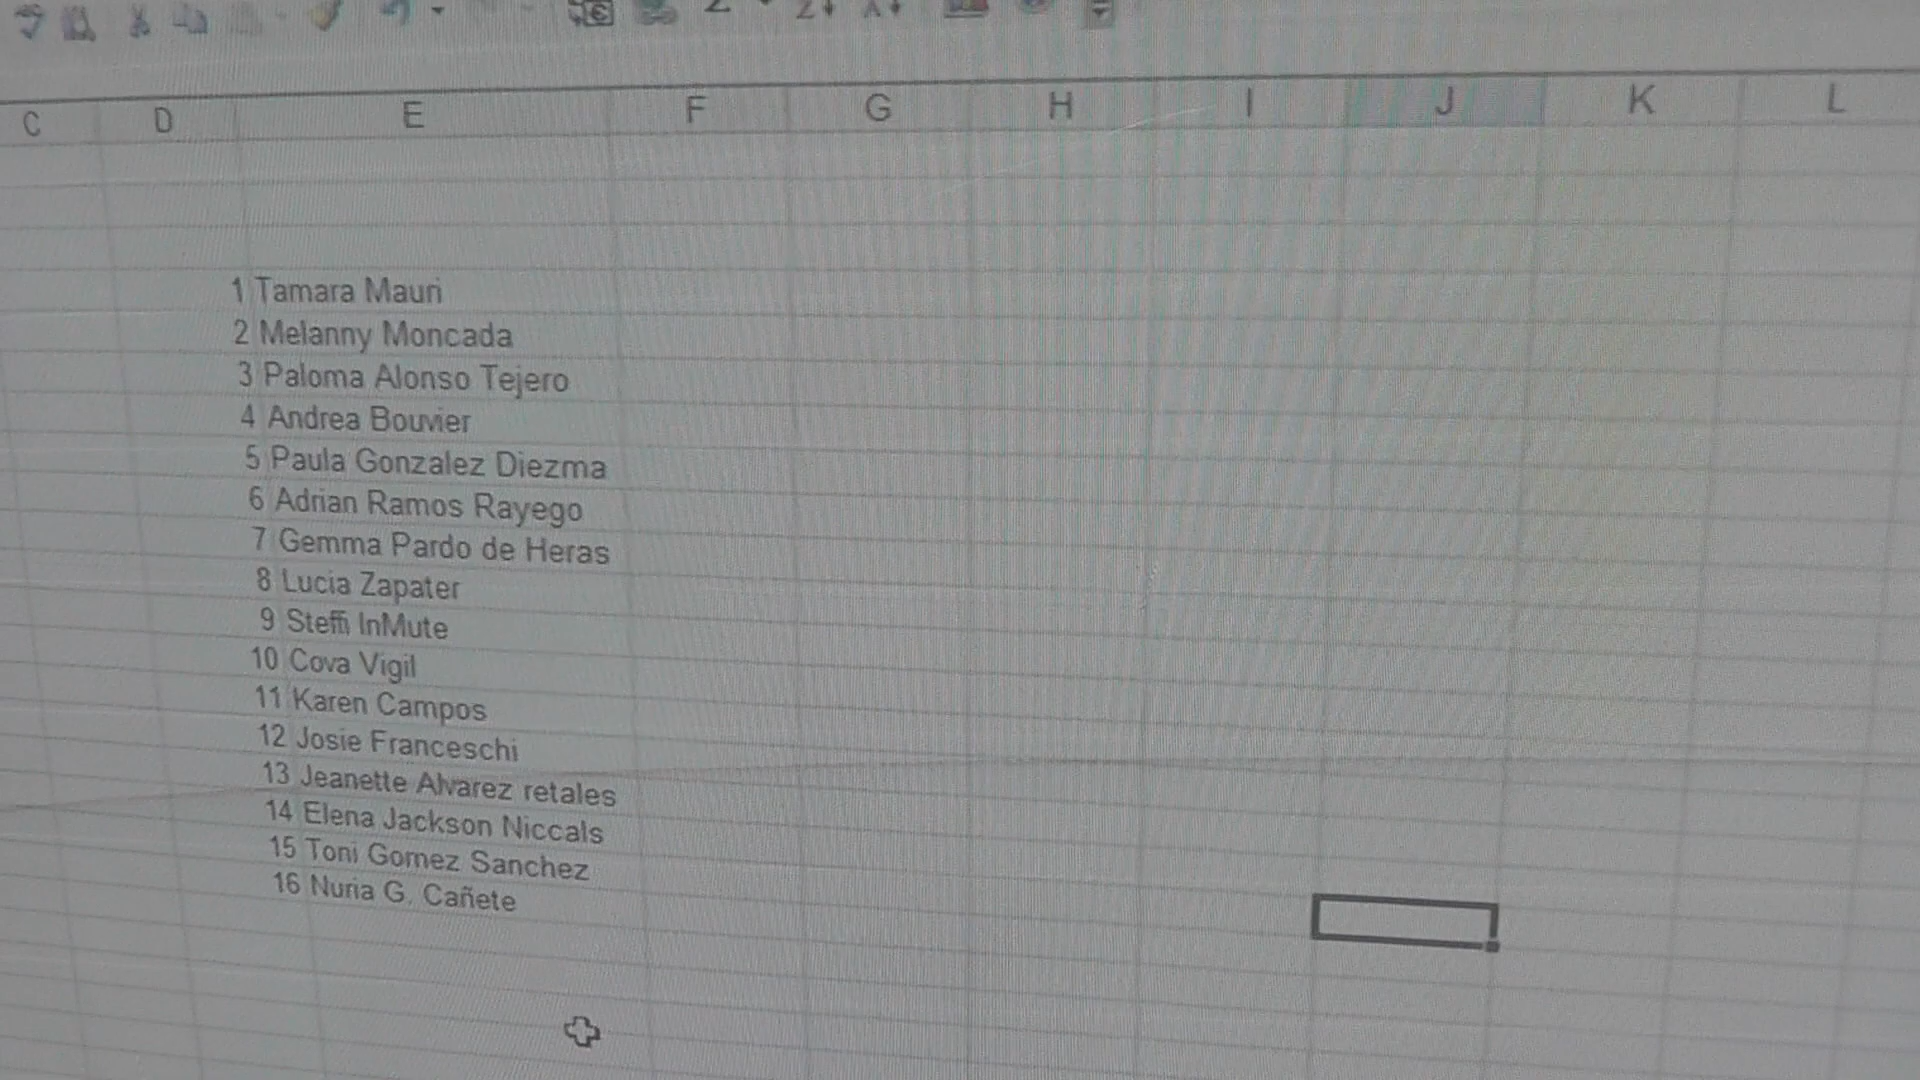 C D E F G H I J K L
1 Tamara Mauri
2 Melanny Moncada
3 Paloma Alonso Tejero
4 Andrea Bouvier
5 Paula Gonzalez Diezma
6 Adrian Ramos Rayego
7 Gemma Pardo de Heras
8 Lucia Zapater
9 Steffi InMute
10 Cova Vigil
11 Karen Campos
12 Josie Franceschi
13 Jeanette Alvarez retales
14 Elena Jackson Niccals
15 Toni Gomez Sanchez
16 Nuria G. Cañete